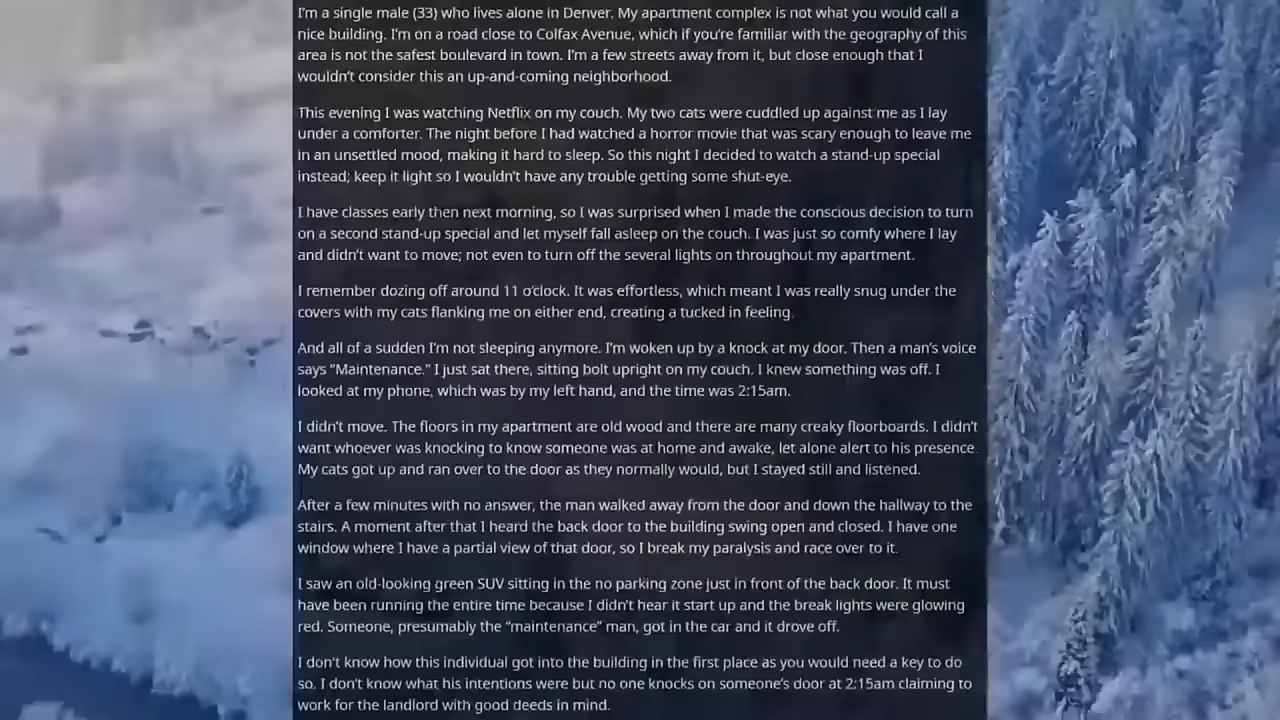 I'm a single male (33) who lives alone in Denver. My apartment complex is not what you would call a
nice building. I'm on a road close to Colfax Avenue, which if you're familiar with the geography of this
area is not the safest boulevard in town. I'm a few streets away from it, but close enough that I
wouldn't consider this an up-and-coming neighborhood.
This evening I was watching Netflix on my couch. My two cats were cuddled up against me as I lay
under a comforter. The night before I had watched a horror movie that was scary enough to leave me
in an unsettled mood, making it hard to sleep. So this night I decided to watch a stand-up special
instead; keep it light so I wouldn't have any trouble getting some shut-eye.
I have classes early then next morning, so I was surprised when I made the conscious decision to turn
on a second stand-up special and let myself fall asleep on the couch. I was just so comfy where I lay
and didn't want to move; not even to turn off the several lights on throughout my apartment.
I remember dozing off around 11 o'clock. It was effortless, which meant I was really snug under the
covers with my cats flanking me on either end, creating a tucked in feeling.
And all of a sudden I'm not sleeping anymore. I'm woken up by a knock at my door. Then a man's voice
says "Maintenance." I just sat there, sitting bolt upright on my couch. I knew something was off. I
looked at my phone, which was by my left hand, and the time was 2:15am.
I didn't move. The floors in my apartment are old wood and there are many creaky floorboards. I didn't
want whoever was knocking to know someone was at home and awake, let alone alert to his presence.
My cats got up and ran over to the door as they normally would, but I stayed still and listened.
After a few minutes with no answer, the man walked away from the door and down the hallway to the
stairs. A moment after that I heard the back door to the building swing open and closed. I have one
window where I have a partial view of that door, so I break my paralysis and race over to it.
I saw an old-looking green SUV sitting in the no parking zone just in front of the back door. It must
have been running the entire time because I didn't hear it start up and the break lights were glowing
red. Someone, presumably the "maintenance" man, got in the car and it drove off.
I don't know how this individual got into the building in the first place as you would need a key to do
so. I don't know what his intentions were but no one knocks on someone's door at 2:15am claiming to
work for the landlord with good deeds in mind.